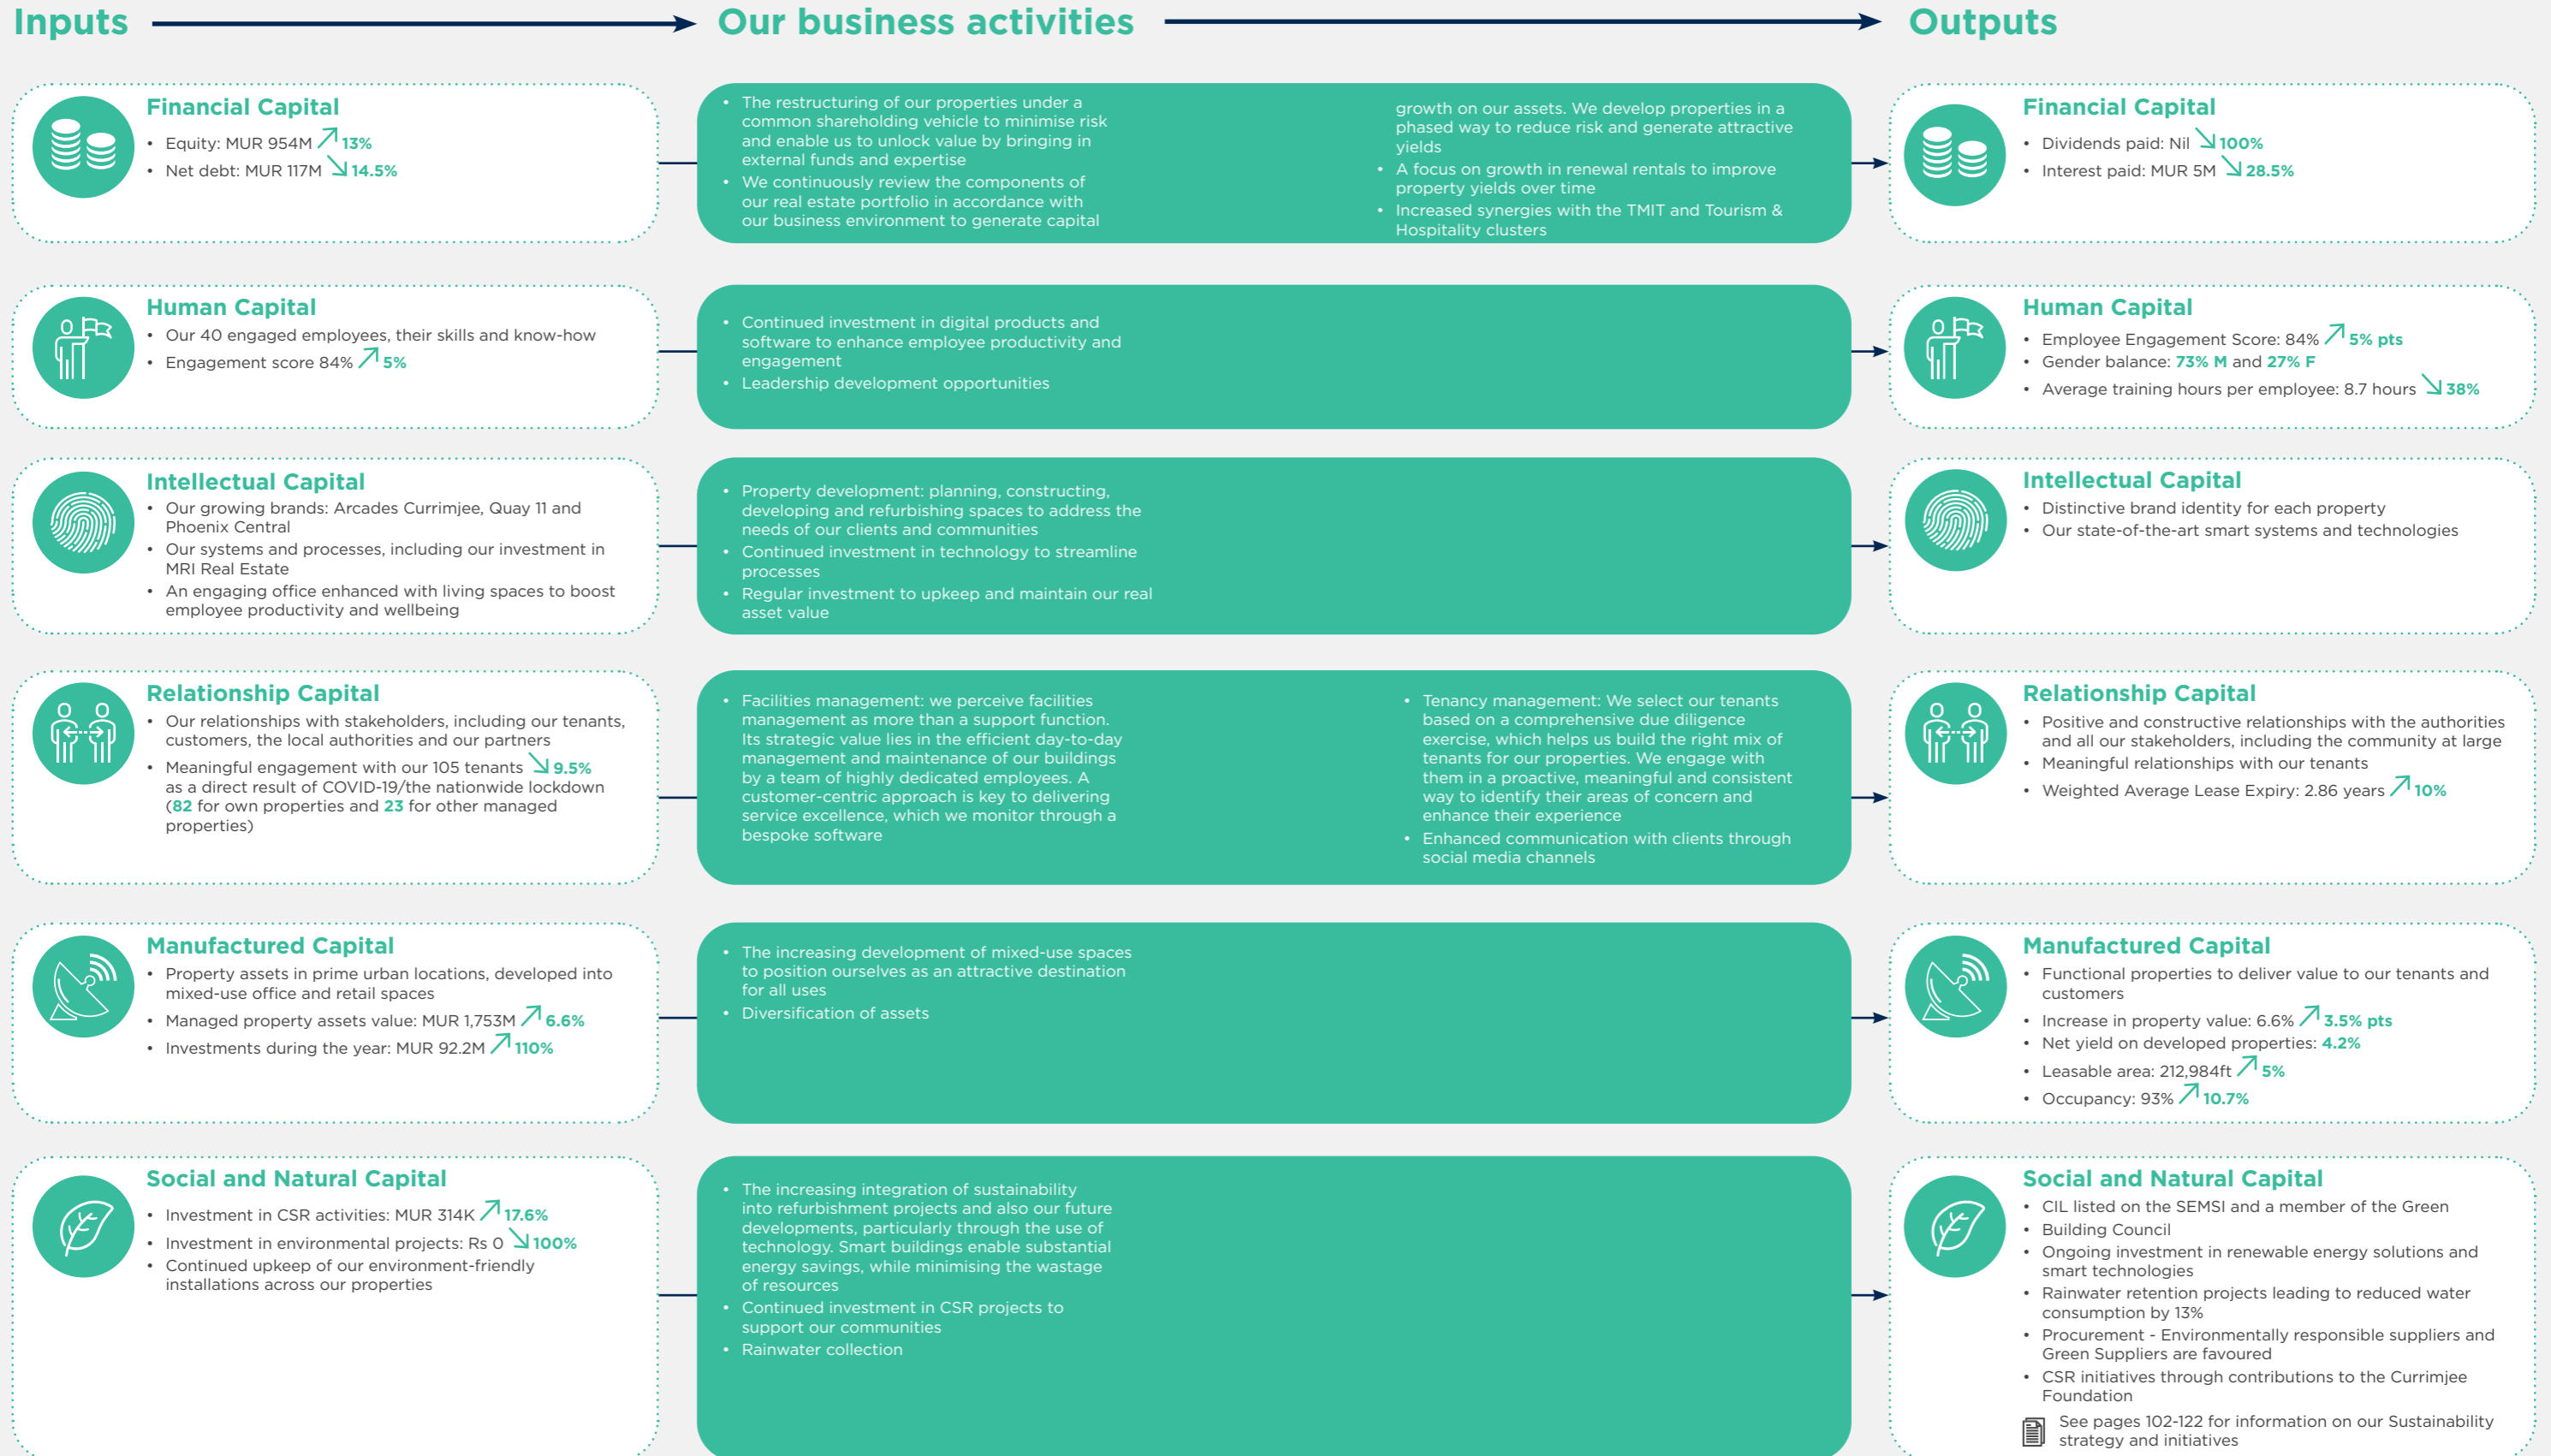 Inputs
Our business activities
Outputs
Financial Capital
• Equity: MUR 954M 13%
• Net debt: MUR 117M 14.5%
• The restructuring of our properties under a
common shareholding vehicle to minimise risk
and enable us to unlock value by bringing in
external funds and expertise
• We continuously review the components of
our real estate portfolio in accordance with
our business environment to generate capital
growth on our assets. We develop properties in a
phased way to reduce risk and generate attractive
yields
• A focus on growth in renewal rentals to improve
property yields over time
• Increased synergies with the TMIT and Tourism &
Hospitality clusters
Financial Capital
• Dividends paid: Nil 100%
• Interest paid: MUR 5M 28.5%
Human Capital
• Our 40 engaged employees, their skills and know-how
• Engagement score 84% 5%
• Continued investment in digital products and
software to enhance employee productivity and
engagement
• Leadership development opportunities
Human Capital
• Employee Engagement Score: 84% 5% pts
• Gender balance: 73% M and 27% F
• Average training hours per employee: 8.7 hours 38%
Intellectual Capital
• Our growing brands: Arcades Currimjee, Quay 11 and
Phoenix Central
• Our systems and processes, including our investment in
MRI Real Estate
• An engaging office enhanced with living spaces to boost
employee productivity and wellbeing
• Property development: planning, constructing,
developing and refurbishing spaces to address the
needs of our clients and communities
• Continued investment in technology to streamline
processes
• Regular investment to upkeep and maintain our real
asset value
Intellectual Capital
• Distinctive brand identity for each property
• Our state-of-the-art smart systems and technologies
Relationship Capital
• Our relationships with stakeholders, including our tenants,
customers, the local authorities and our partners
• Meaningful engagement with our 105 tenants 9.5%
as a direct result of COVID-19/the nationwide lockdown
(82 for own properties and 23 for other managed
properties)
• Facilities management: we perceive facilities
management as more than a support function.
Its strategic value lies in the efficient day-to-day
management and maintenance of our buildings
by a team of highly dedicated employees. A
customer-centric approach is key to delivering
service excellence, which we monitor through a
bespoke software
• Tenancy management: We select our tenants
based on a comprehensive due diligence
exercise, which helps us build the right mix of
tenants for our properties. We engage with
them in a proactive, meaningful and consistent
way to identify their areas of concern and
enhance their experience
• Enhanced communication with clients through
social media channels
Relationship Capital
• Positive and constructive relationships with the authorities
and all our stakeholders, including the community at large
• Meaningful relationships with our tenants
• Weighted Average Lease Expiry: 2.86 years 10%
Manufactured Capital
• Property assets in prime urban locations, developed into
mixed-use office and retail spaces
• Managed property assets value: MUR 1,753M 6.6%
• Investments during the year: MUR 92.2M 110%
• The increasing development of mixed-use spaces
to position ourselves as an attractive destination
for all uses
• Diversification of assets
Manufactured Capital
• Functional properties to deliver value to our tenants and
customers
• Increase in property value: 6.6% 3.5% pts
• Net yield on developed properties: 4.2%
• Leasable area: 212,984ft 5%
• Occupancy: 93% 10.7%
Social and Natural Capital
• Investment in CSR activities: MUR 314K 17.6%
• Investment in environmental projects: Rs 0 100%
• Continued upkeep of our environment-friendly
installations across our properties
• The increasing integration of sustainability
into refurbishment projects and also our future
developments, particularly through the use of
technology. Smart buildings enable substantial
energy savings, while minimising the wastage
of resources
• Continued investment in CSR projects to
support our communities
• Rainwater collection
Social and Natural Capital
• CIL listed on the SEMSI and a member of the Green
• Building Council
• Ongoing investment in renewable energy solutions and
smart technologies
• Rainwater retention projects leading to reduced water
consumption by 13%
• Procurement - Environmentally responsible suppliers and
Green Suppliers are favoured
• CSR initiatives through contributions to the Currimjee
Foundation
See pages 102-122 for information on our Sustainability
strategy and initiatives